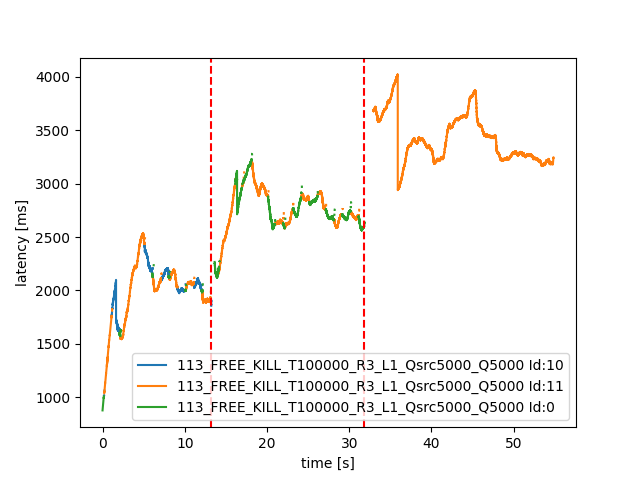 4000
3500
3000
2500
2000
1500
1000
latency [ms]
113_FREE_KILL_T100000_R3_L1_Qsrc5000_Q5000 Id:10
113_FREE_KILL_T100000_R3_L1_Qsrc5000_Q5000 Id:11
113_FREE_KILL_T100000_R3_L1_Qsrc5000_Q5000 Id:0
0 10 20 30 40 50
time [s]